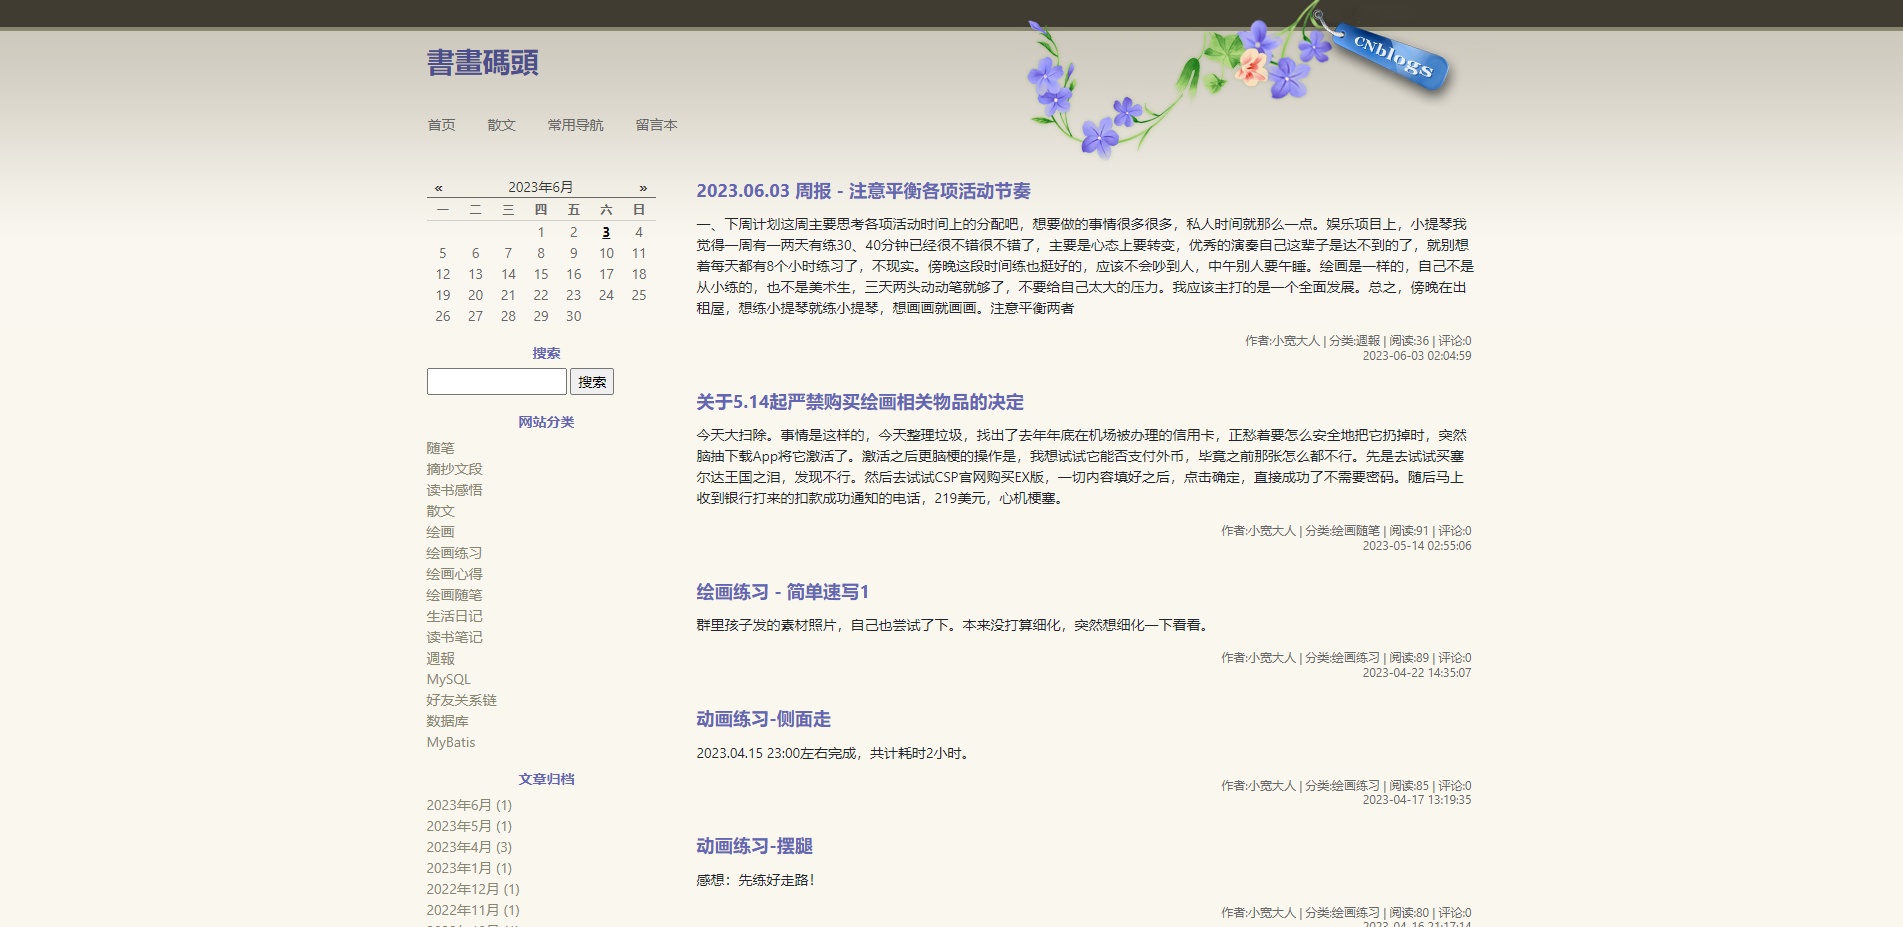 CNblogs
書畫碼頭
首页 散文 常用导航 留言本
« 2023年6月 »
一 二 三 四 五 六 日
1 2 3 4
5 6 7 8 9 10 11
12 13 14 15 16 17 18
19 20 21 22 23 24 25
26 27 28 29 30
搜索
搜索
网站分类
随笔
摘抄文段
读书感悟
散文
绘画
绘画练习
绘画心得
绘画随笔
生活日记
读书笔记
週報
MySQL
好友关系链
数据库
MyBatis
文章归档
2023年6月 (1)
2023年5月 (1)
2023年4月 (3)
2023年1月 (1)
2022年12月 (1)
2022年11月 (1)
2023.06.03 周报 - 注意平衡各项活动节奏
一、下周计划这周主要思考各项活动时间上的分配吧，想要做的事情很多很多，私人时间就那么一点。娱乐项目上，小提琴我
觉得一周有一两天有练30、40分钟已经很不错很不错了，主要是心态上要转变，优秀的演奏自己这辈子是达不到的了，就别想
着每天都有8个小时练习了，不现实。傍晚这段时间练也挺好的，应该不会吵到人，中午别人要午睡。绘画是一样的，自己不是
从小练的，也不是美术生，三天两头动动笔就够了，不要给自己太大的压力。我应该主打的是一个全面发展。总之，傍晚在出
租屋，想练小提琴就练小提琴，想画画就画画。注意平衡两者
作者:小宽大人 | 分类:週報 | 阅读:36 | 评论:0
2023-06-03 02:04:59
关于5.14起严禁购买绘画相关物品的决定
今天大扫除。事情是这样的，今天整理垃圾，找出了去年年底在机场被办理的信用卡，正愁着要怎么安全地把它扔掉时，突然
脑抽下载App将它激活了。激活之后更脑梗的操作是，我想试试它能否支付外币，毕竟之前那张怎么都不行。先是去试试买塞
尔达王国之泪，发现不行。然后去试试CSP官网购买EX版，一切内容填好之后，点击确定，直接成功了不需要密码。随后马上
收到银行打来的扣款成功通知的电话，219美元，心机梗塞。
作者:小宽大人 | 分类:绘画随笔 | 阅读:91 | 评论:0
2023-05-14 02:55:06
绘画练习 - 简单速写1
群里孩子发的素材照片，自己也尝试了下。本来没打算细化，突然想细化一下看看。
作者:小宽大人 | 分类:绘画练习 | 阅读:89 | 评论:0
2023-04-22 14:35:07
动画练习-侧面走
2023.04.15 23:00左右完成，共计耗时2小时。
作者:小宽大人 | 分类:绘画练习 | 阅读:85 | 评论:0
2023-04-17 13:19:35
动画练习-摆腿
感想：先练好走路！
作者:小宽大人 | 分类:绘画练习 | 阅读:80 | 评论:0
2023-04-16 21:17:14